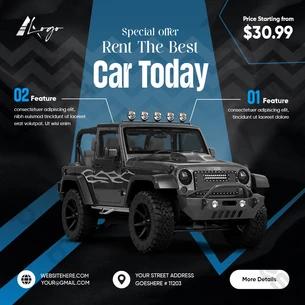 Logo
Special offer
Rent The Best
Car Today
Price Starting from
$30.99
02 Feature
consectetur adipiscing elit,
nibh euismod tincidunt ut laoreet
erat volutpat. Ut wisi enim
01 Feature
consectetur adipiscing elit,
tincidunt ut laoreet dolore
WEBSITEHERE.COM
YOUR@GMAIL.COM
YOUR STREET ADDRESS
GOESHERE # 11203
More Details